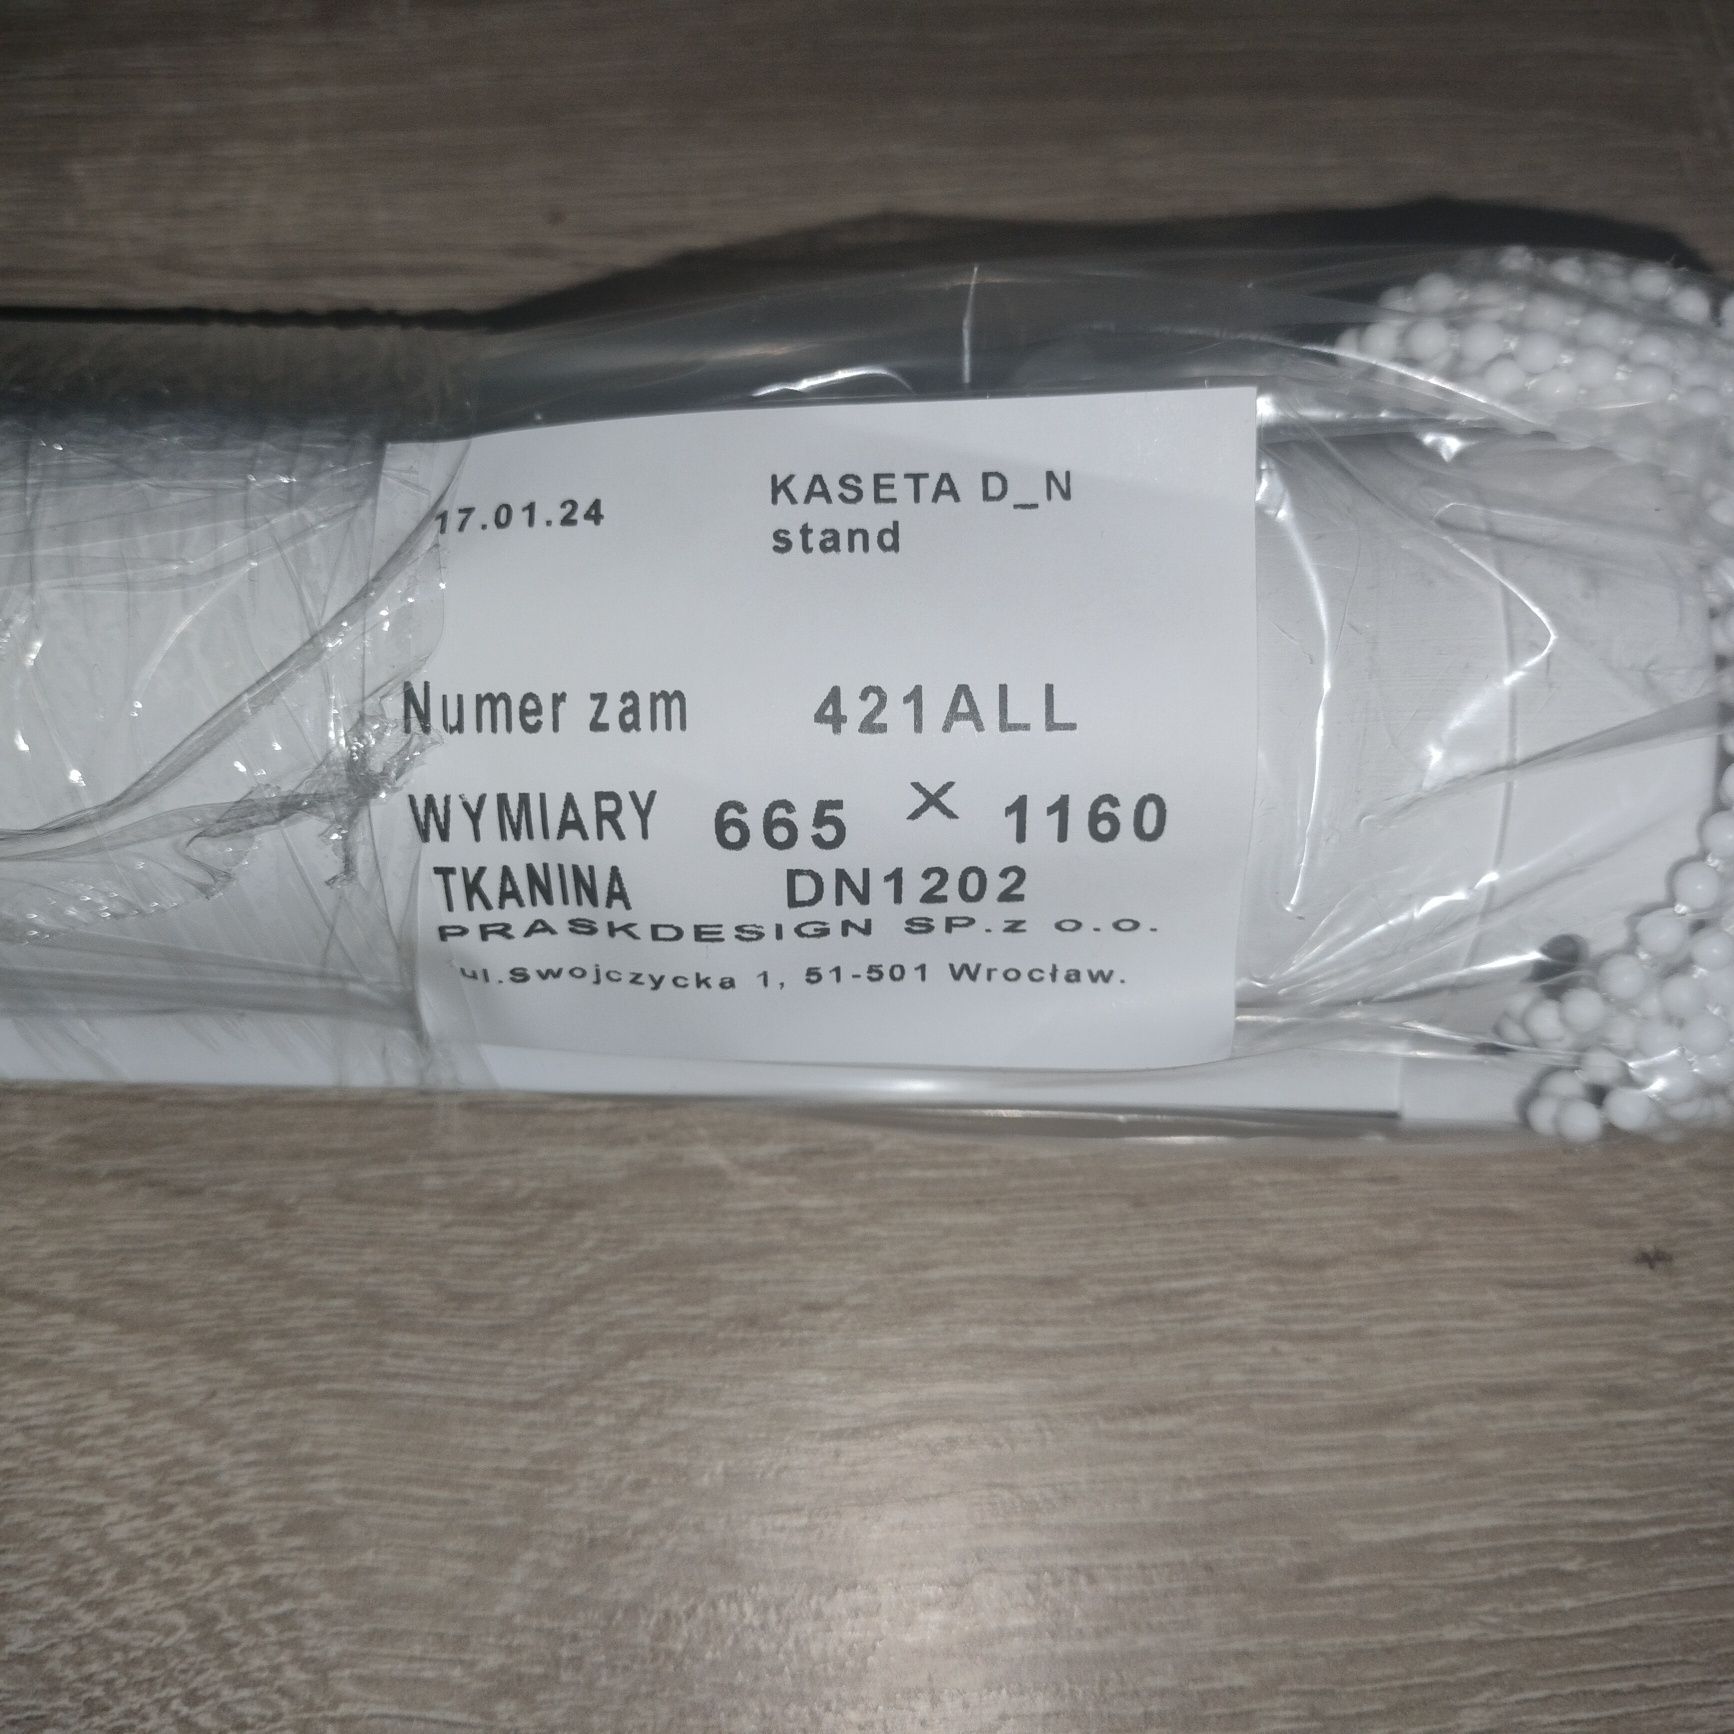 17.01.24 KASETA D_N
stand
Numer zam 421ALL
WYMIARY 665 X 1160
TKANINA DN1202
PRASKDESIGN SP.z o.o.
ul.Swojczycka 1, 51-501 Wrocław.